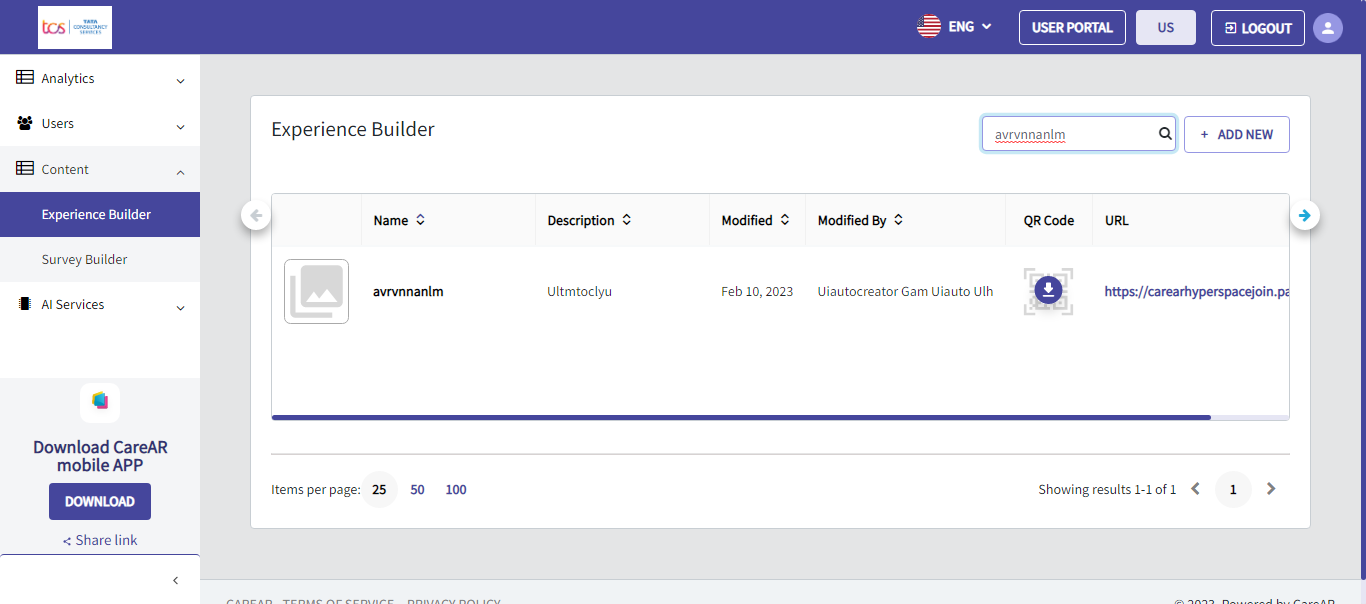 tcs TATA CONSULTANCY SERVICES
ENG
USER PORTAL
US
LOGOUT
Analytics
Users
Content
Experience Builder
Survey Builder
AI Services
Download CareAR
mobile APP
DOWNLOAD
Share link
Experience Builder
avrvnnanlm
+ ADD NEW
Name Description Modified Modified By QR Code URL
avrvnnanlm Ultmtoclyu Feb 10, 2023 Uiautocreator Gam Uiauto Ulh https://carearhyperspacejoin.pa
Items per page: 25 50 100
Showing results 1-1 of 1 1
CAREAR TERMS OF SERVICE PRIVACY POLICY
© 2023, Powered by CareAR